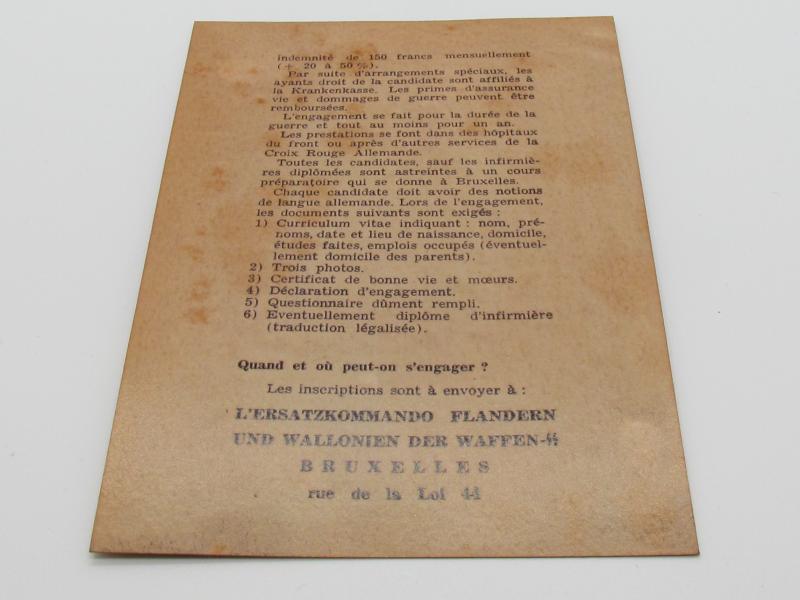 indemnité de 150 francs mensuellement
(+ 20 à 50 %).
Par suite d'arrangements spéciaux, les
ayants droit de la candidate sont affiliés à
la Krankenkasse. Les primes d'assurance
vie et dommages de guerre peuvent être
remboursées.
L'engagement se fait pour la durée de la
guerre et tout au moins pour un an.
Les prestations se font dans des hôpitaux
du front ou après d'autres services de la
Croix Rouge Allemande.
Toutes les candidates, sauf les infirmiè-
res diplômées sont astreintes à un cours
préparatoire qui se donne à Bruxelles.
Chaque candidate doit avoir des notions
de langue allemande. Lors de l'engagement,
les documents suivants sont exigés :
1) Curriculum vitae indiquant : nom, pré-
noms, date et lieu de naissance, domicile,
études faites, emplois occupés (éventuel-
lement domicile des parents).
2) Trois photos.
3) Certificat de bonne vie et mœurs.
4) Déclaration d'engagement.
5) Questionnaire dûment rempli.
6) Eventuellement diplôme d'infirmière
(traduction légalisée).
Quand et où peut-on s'engager ?
Les inscriptions sont à envoyer à :
L'ERSATZKOMMANDO FLANDERN
UND WALLONIEN DER WAFFEN-ᛋᛋ
BRUXELLES
rue de la Loi 44